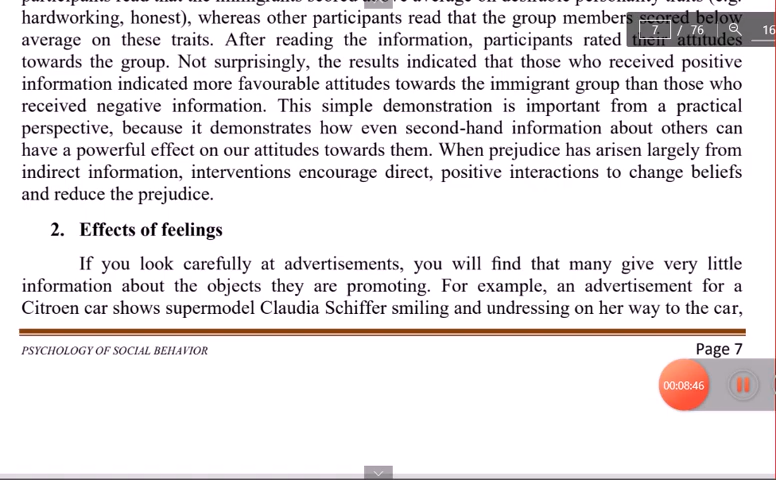 hardworking, honest), whereas other participants read that the group members scored below
average on these traits. After reading the information, participants rated their attitudes
towards the group. Not surprisingly, the results indicated that those who received positive
information indicated more favourable attitudes towards the immigrant group than those who
received negative information. This simple demonstration is important from a practical
perspective, because it demonstrates how even second-hand information about others can
have a powerful effect on our attitudes towards them. When prejudice has arisen largely from
indirect information, interventions encourage direct, positive interactions to change beliefs
and reduce the prejudice.
2. Effects of feelings
If you look carefully at advertisements, you will find that many give very little
information about the objects they are promoting. For example, an advertisement for a
Citroen car shows supermodel Claudia Schiffer smiling and undressing on her way to the car,
PSYCHOLOGY OF SOCIAL BEHAVIOR Page 7
7 / 76 16
00:08:46